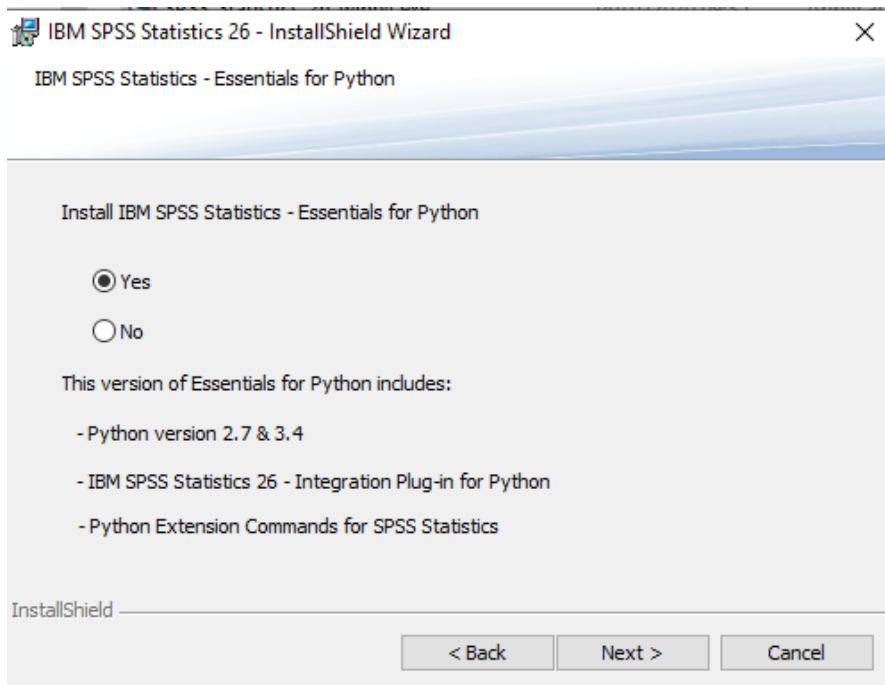 IBM SPSS Statistics 26 - InstallShield Wizard
IBM SPSS Statistics - Essentials for Python
Install IBM SPSS Statistics - Essentials for Python
Yes
No
This version of Essentials for Python includes:
- Python version 2.7 & 3.4
- IBM SPSS Statistics 26 - Integration Plug-in for Python
- Python Extension Commands for SPSS Statistics
InstallShield
< Back Next > Cancel